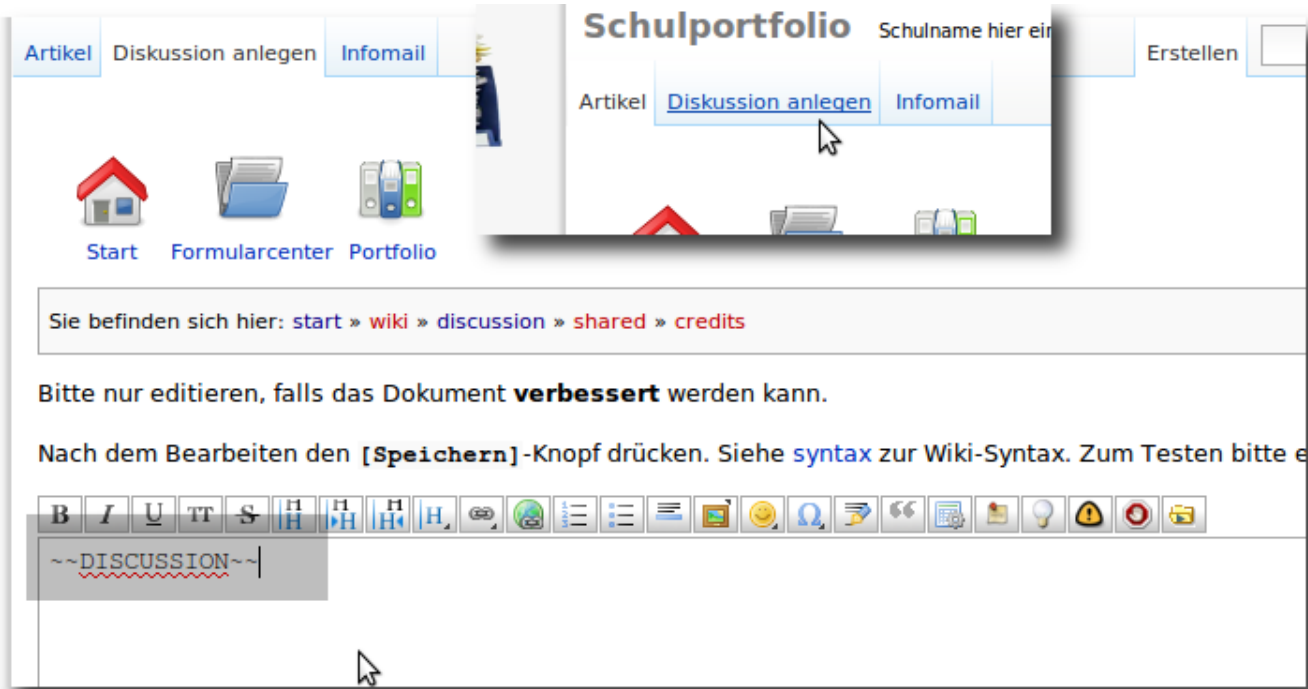 Schulportfolio Schulname hier ein
Artikel Diskussion anlegen Infomail
Artikel Diskussion anlegen Infomail Erstellen
Start Formularcenter Portfolio
Sie befinden sich hier: start » wiki » discussion » shared » credits
Bitte nur editieren, falls das Dokument verbessert werden kann.
Nach dem Bearbeiten den [Speichern]-Knopf drücken. Siehe syntax zur Wiki-Syntax. Zum Testen bitte e
B I U TT S H H H H
~~DISCUSSION~~